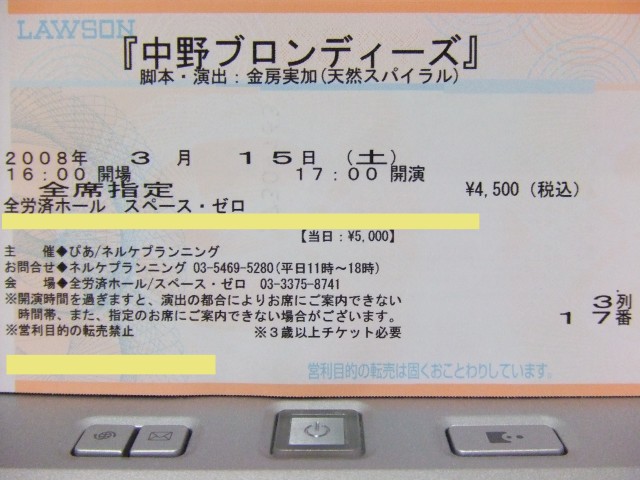 LAWSON
『中野ブロンディーズ』
脚本・演出：金房実加(天然スパイラル)
2008年 3月 15日 (土)
16:00 開場 17:00 開演
全席指定 ¥4,500(税込)
全労済ホール スペース・ゼロ
【当日：¥5,000】
主 催◆ぴあ/ネルケプランニング
お問合せ◆ネルケプランニング 03-5469-5280(平日11時～18時)
会 場◆全労済ホール/スペース・ゼロ 03-3375-8741
※開演時間を過ぎますと、演出の都合によりお席にご案内できない
時間帯、また、指定のお席にご案内できない場合がございます。
※営利目的の転売禁止 ※３歳以上チケット必要
3列
17番
営利目的の転売は固くおことわりしています。